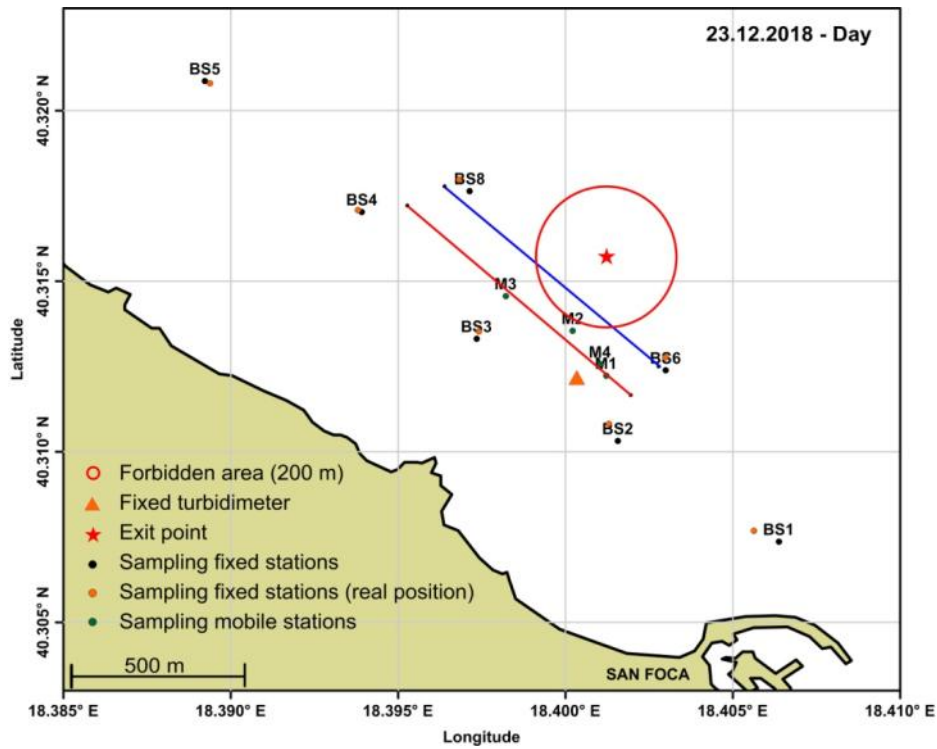 23.12.2018 - Day
BS5
40.320° N
BS8
BS4
40.315° N
M3
M2
BS3
M4
M1
BS6
BS2
40.310° N
Latitude
Forbidden area (200 m)
Fixed turbidimeter
Exit point
BS1
Sampling fixed stations
Sampling fixed stations (real position)
Sampling mobile stations
40.305° N
500 m
SAN FOCA
18.385° E 18.390° E 18.395° E 18.400° E 18.405° E 18.410° E
Longitude